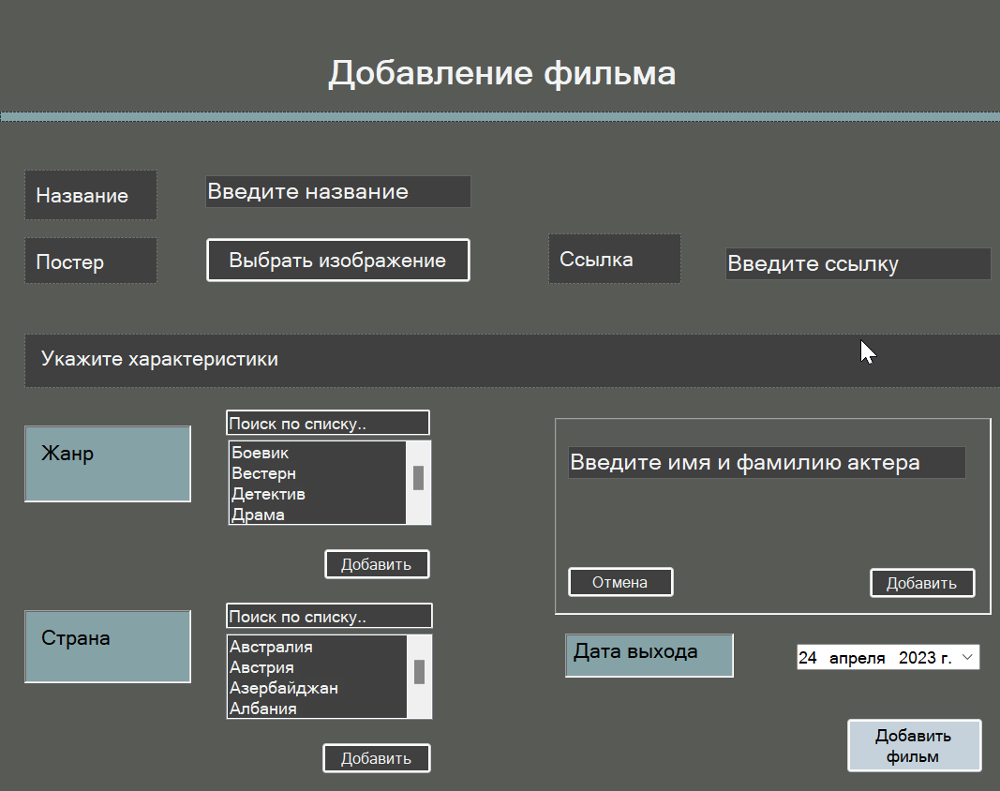 Добавление фильма
Название
Введите название
Постер
Выбрать изображение
Ссылка
Введите ссылку
Укажите характеристики
Жанр
Поиск по списку..
Боевик
Вестерн
Детектив
Драма
Добавить
Введите имя и фамилию актера
Отмена
Добавить
Страна
Поиск по списку..
Австралия
Австрия
Азербайджан
Албания
Добавить
Дата выхода
24 апреля 2023 г.
Добавить
фильм